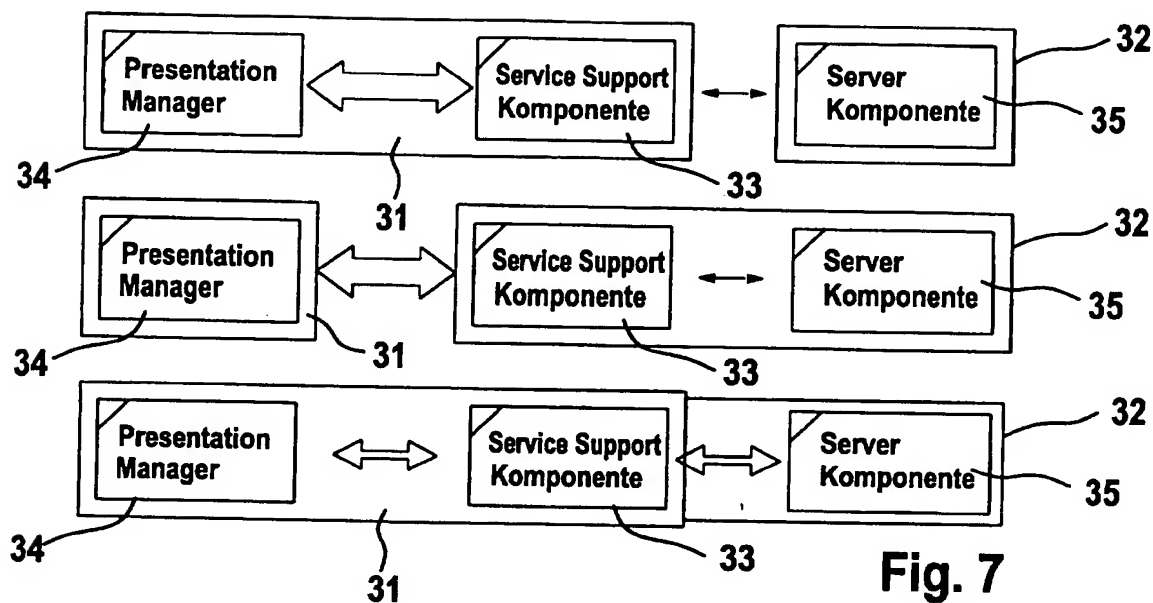 Presentation
Manager
Service Support
Komponente
Server
Komponente
32
35
34
31
33
Presentation
Manager
Service Support
Komponente
Server
Komponente
32
35
34
31
33
Presentation
Manager
Service Support
Komponente
Server
Komponente
32
35
34
31
33
Fig. 7